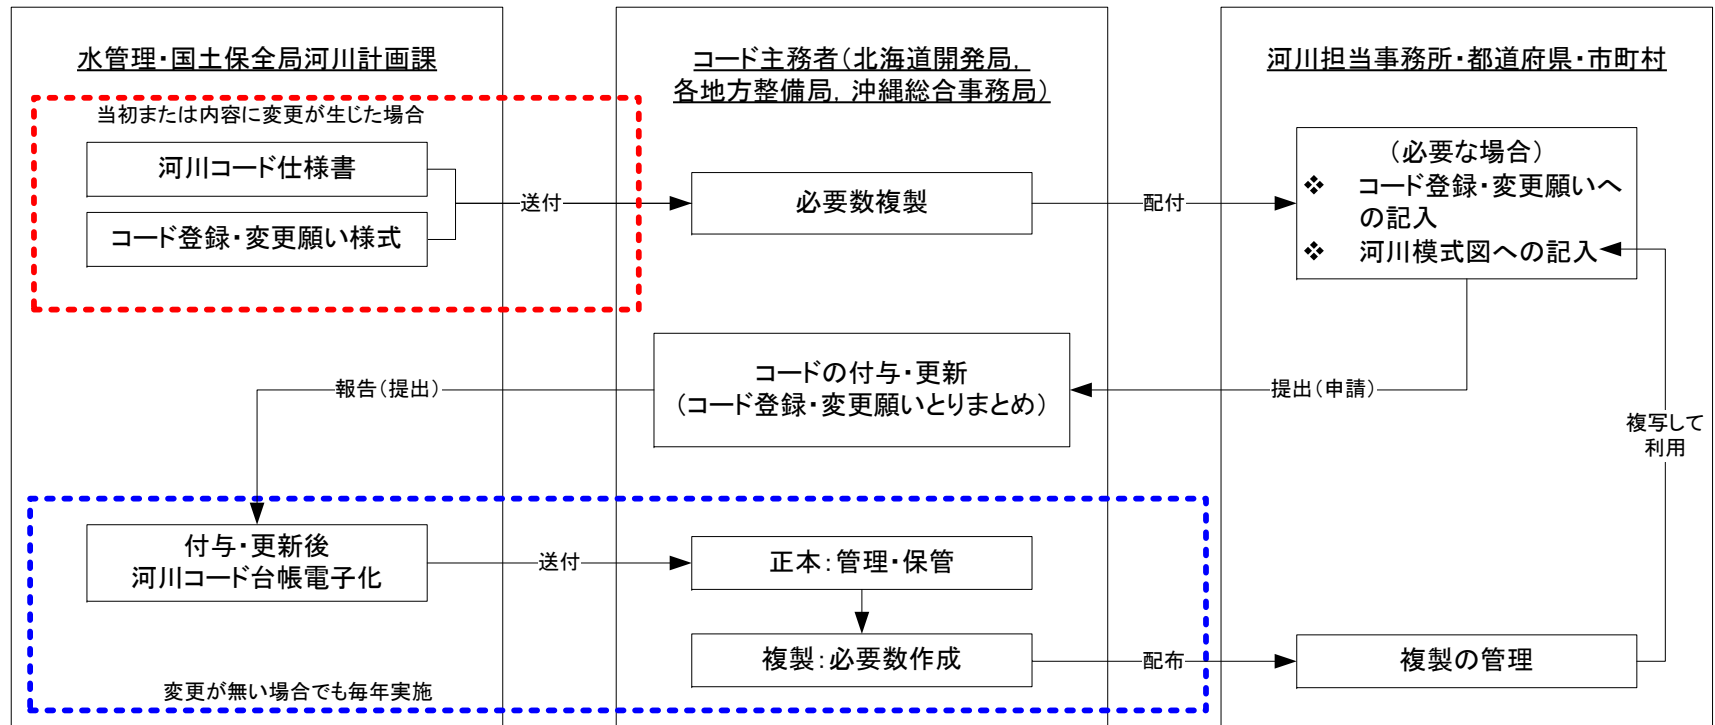 水管理・国土保全局河川計画課
コード主務者（北海道開発局，
各地方整備局，沖縄総合事務局）
河川担当事務所・都道府県・市町村
当初または内容に変更が生じた場合
河川コード仕様書
コード登録・変更願い様式
送付
必要数複製
配付
（必要な場合）
❖ コード登録・変更願いへ
の記入
❖ 河川模式図への記入
報告（提出）
コードの付与・更新
（コード登録・変更願いとりまとめ）
提出（申請）
複写して
利用
付与・更新後
河川コード台帳電子化
送付
正本：管理・保管
複製：必要数作成
配布
複製の管理
変更が無い場合でも毎年実施